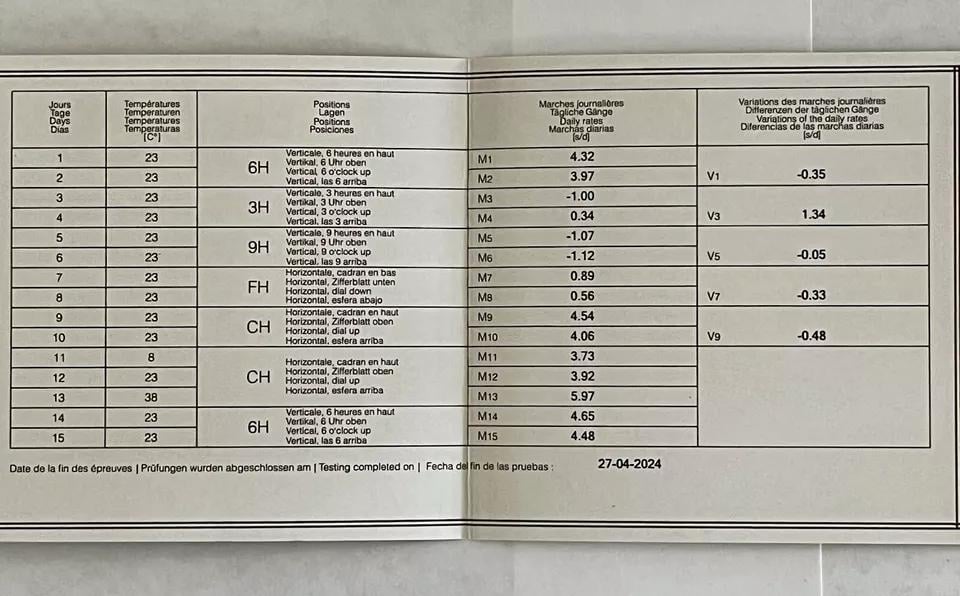 Jours
Tage
Days
Días
Températures
Temperaturen
Temperatures
Temperaturas
[C°]
Positions
Lagen
Positions
Posiciones
Marches journalières
Tägliche Gänge
Daily rates
Marchas diarias
[s/d]
Variations des marches journalières
Differenzen der täglichen Gänge
Variations of the daily rates
Diferencias de las marchas diarias
[s/d]
1 23 6H Verticale, 6 heures en haut M1 4.32
Vertikal, 6 Uhr oben
2 23 Vertical, 6 o'clock up M2 3.97 V1 -0.35
Vertical, las 6 arriba
3 23 3H Verticale, 3 heures en haut M3 -1.00
Vertikal, 3 Uhr oben
4 23 Vertical, 3 o'clock up M4 0.34 V3 1.34
Vertical, las 3 arriba
5 23 9H Verticale, 9 heures en haut M5 -1.07
Vertikal, 9 Uhr oben
6 23 Vertical, 9 o'clock up M6 -1.12 V5 -0.05
Vertical, las 9 arriba
7 23 FH Horizontale, cadran en bas M7 0.89
Horizontal, Zifferblatt unten
8 23 Horizontal, dial down M8 0.56 V7 -0.33
Horizontal, esfera abajo
9 23 CH Horizontale, cadran en haut M9 4.54
Horizontal, Zifferblatt oben
10 23 Horizontal, dial up M10 4.06 V9 -0.48
Horizontal, esfera arriba
11 8 M11 3.73
Horizontale, cadran en haut
Horizontal, Zifferblatt oben
12 23 CH Horizontal, dial up M12 3.92
Horizontal, esfera arriba
13 38 M13 5.97
14 23 6H Verticale, 6 heures en haut M14 4.65
Vertikal, 6 Uhr oben
15 23 Vertical, 6 o'clock up M15 4.48
Vertical, las 6 arriba
Date de la fin des épreuves | Prüfungen wurden abgeschlossen am | Testing completed on | Fecha del fin de las pruebas : 27-04-2024